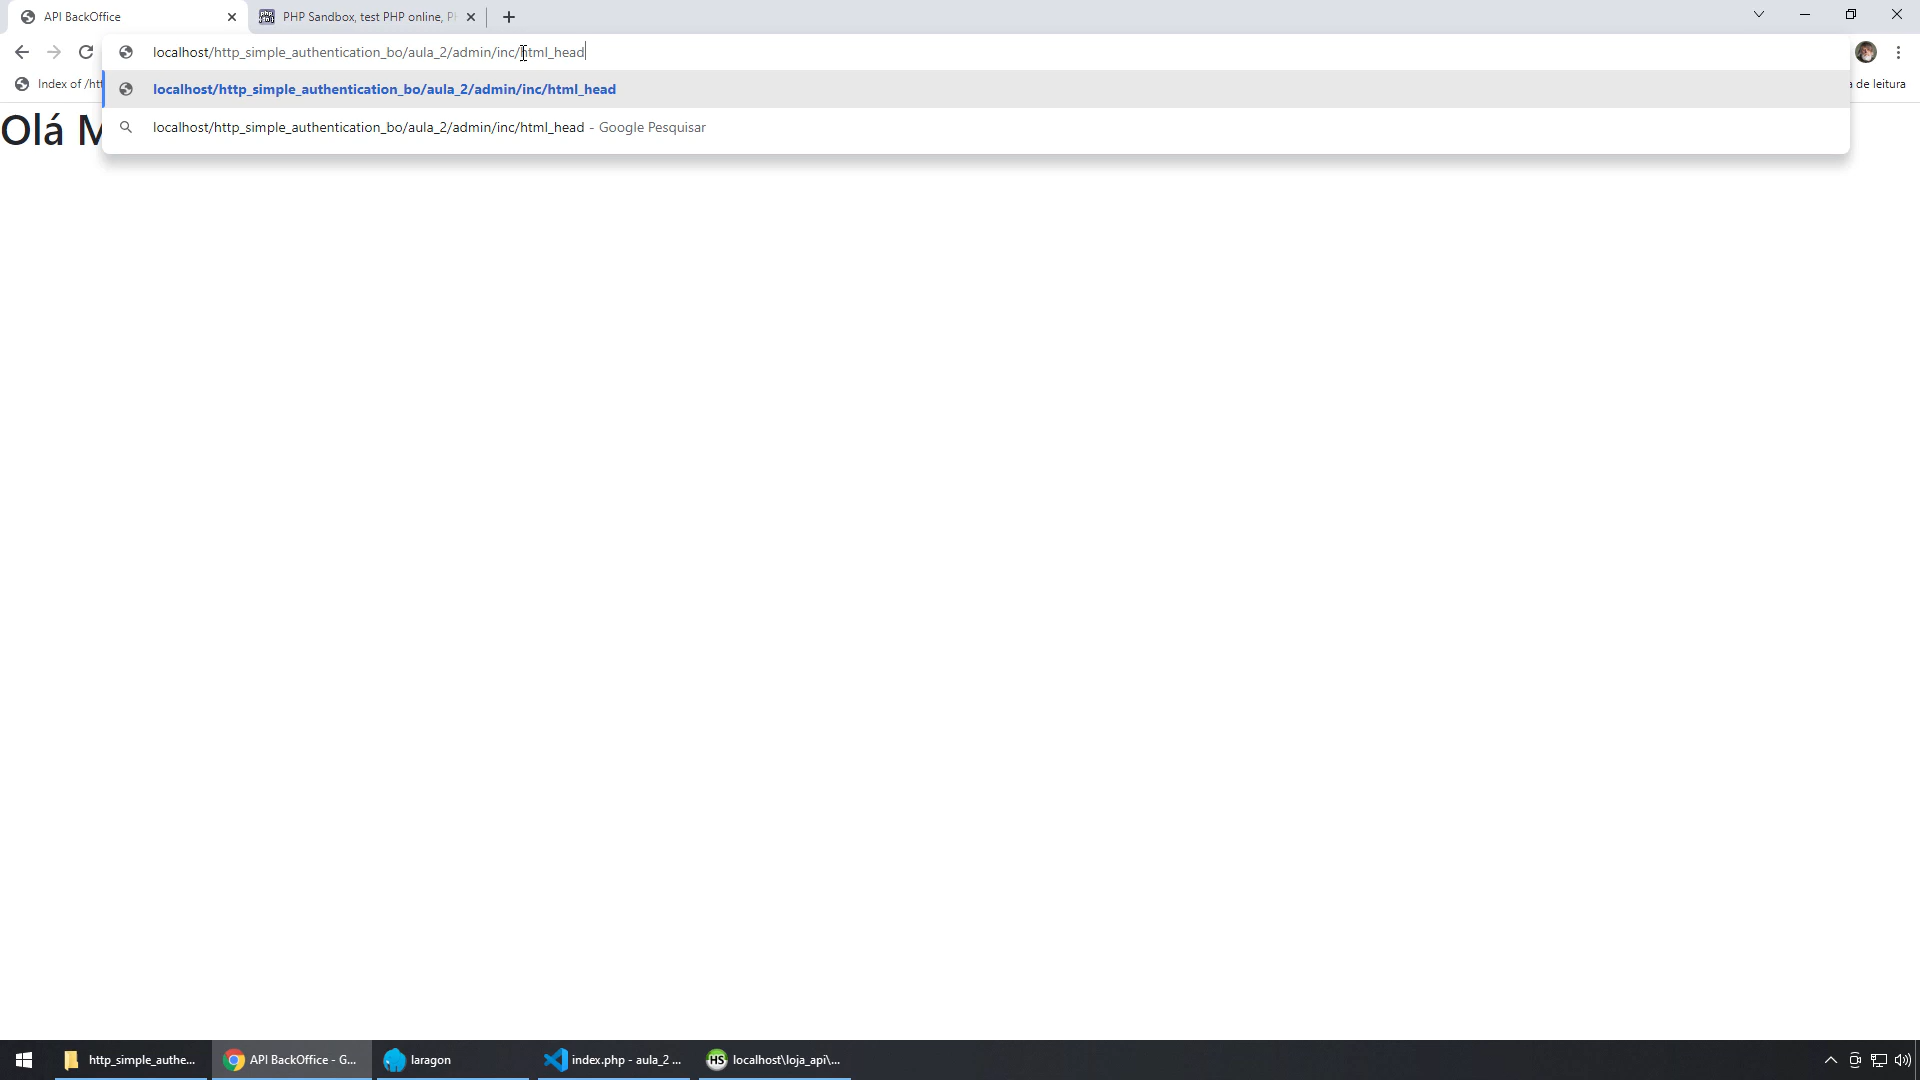 API BackOffice
PHP Sandbox, test PHP online, P
localhost/http_simple_authentication_bo/aula_2/admin/inc/html_head
Index of /htt
localhost/http_simple_authentication_bo/aula_2/admin/inc/html_head
a de leitura
localhost/http_simple_authentication_bo/aula_2/admin/inc/html_head - Google Pesquisar
Olá M
http_simple_authe...
API BackOffice - G...
laragon
index.php - aula_2 ...
HS
localhost\loja_api\...